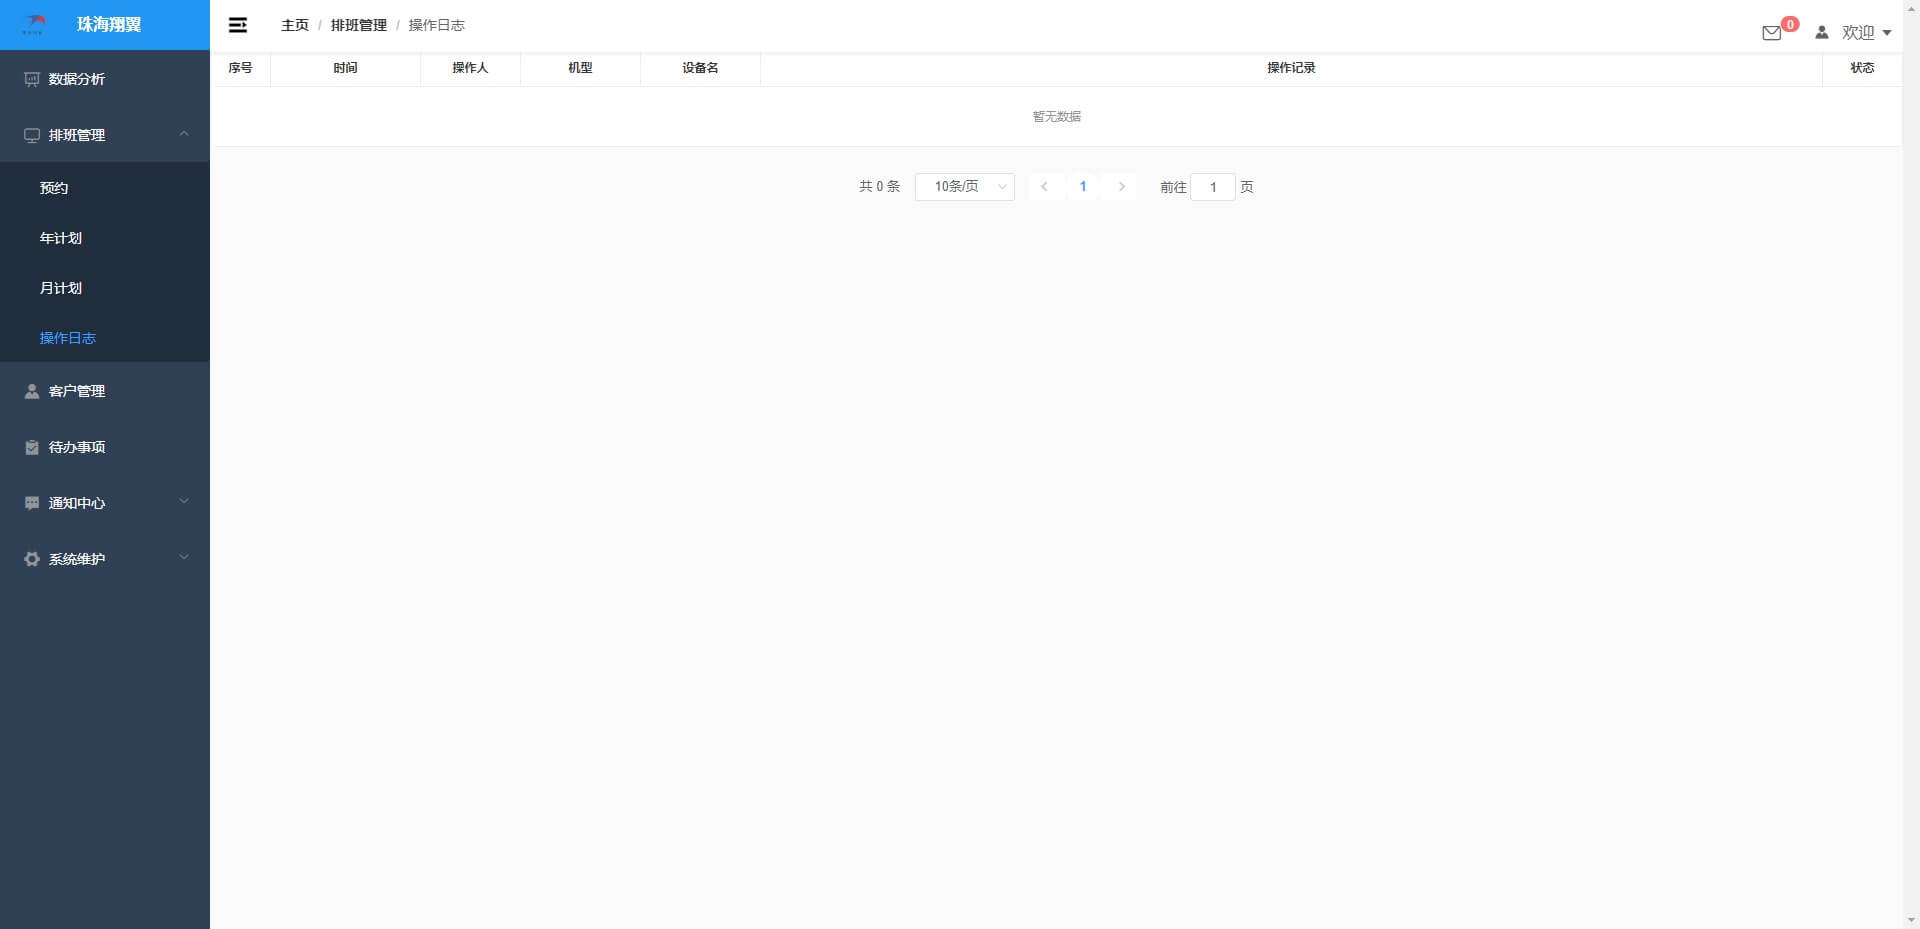 珠海翔翼
主页 / 排班管理 / 操作日志
0
欢迎
数据分析
排班管理
预约
年计划
月计划
操作日志
客户管理
待办事项
通知中心
系统维护
序号 时间 操作人 机型 设备名 操作记录 状态
暂无数据
共 0 条 10条/页 1 前往 1 页